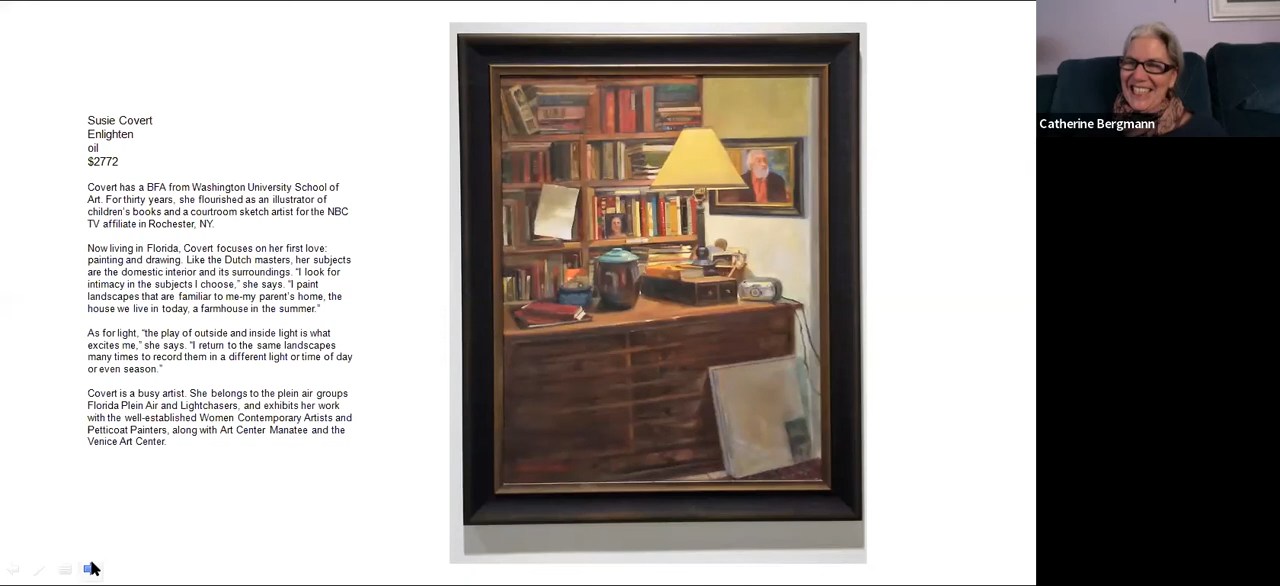 Susie Covert
Enlighten
oil
$2772
Covert has a BFA from Washington University School of
Art. For thirty years, she flourished as an illustrator of
children's books and a courtroom sketch artist for the NBC
TV affiliate in Rochester, NY.
Now living in Florida, Covert focuses on her first love:
painting and drawing. Like the Dutch masters, her subjects
are the domestic interior and its surroundings. "I look for
intimacy in the subjects I choose," she says. "I paint
landscapes that are familiar to me-my parent's home, the
house we live in today, a farmhouse in the summer."
As for light, "the play of outside and inside light is what
excites me," she says. "I return to the same landscapes
many times to record them in a different light or time of day
or even season."
Covert is a busy artist. She belongs to the plein air groups
Florida Plein Air and Lightchasers, and exhibits her work
with the well-established Women Contemporary Artists and
Petticoat Painters, along with Art Center Manatee and the
Venice Art Center.
Catherine Bergmann